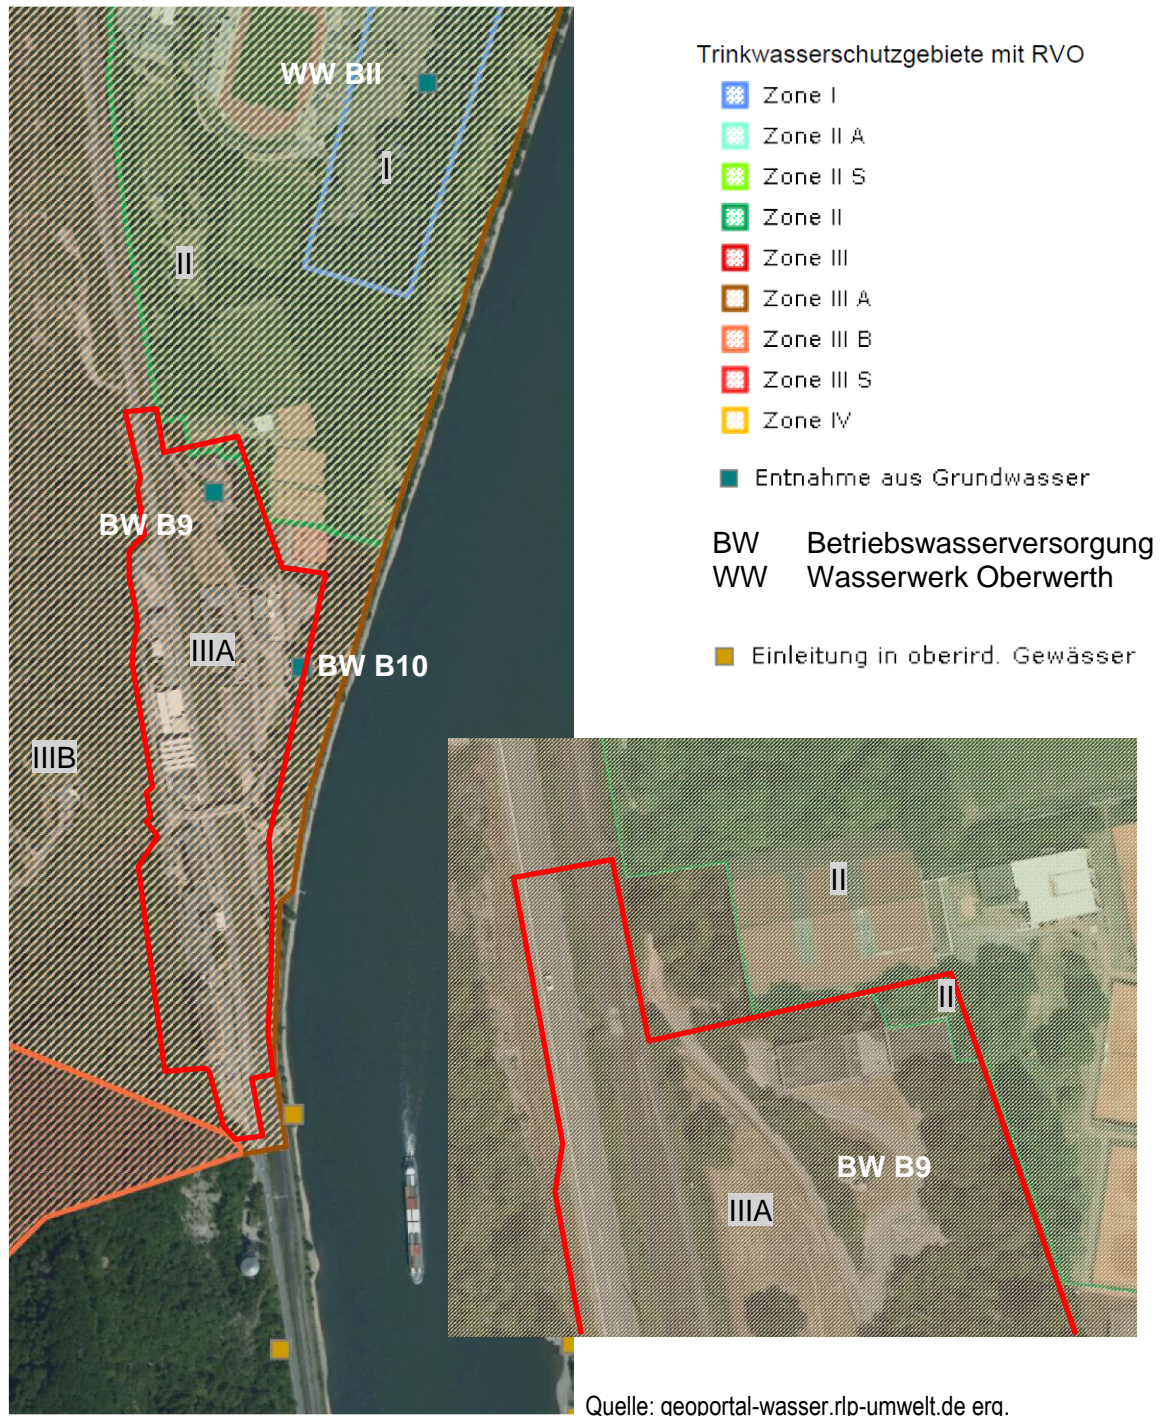 WW BII
I
II
BW B9
IIIA
BW B10
IIIB
Trinkwasserschutzgebiete mit RVO
Zone I
Zone II A
Zone II S
Zone II
Zone III
Zone III A
Zone III B
Zone III S
Zone IV
Entnahme aus Grundwasser
BW Betriebswasserversorgung
WW Wasserwerk Oberwerth
Einleitung in oberird. Gewässer
II
II
BW B9
IIIA
Quelle: geoportal-wasser.rlp-umwelt.de erg.